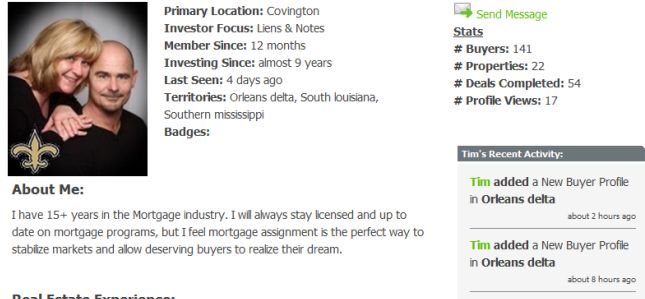 Primary Location: Covington
Investor Focus: Liens & Notes
Member Since: 12 months
Investing Since: almost 9 years
Last Seen: 4 days ago
Territories: Orleans delta, South louisiana,
Southern mississippi
Badges:
About Me:
I have 15+ years in the Mortgage industry. I will always stay licensed and up to
date on mortgage programs, but I feel mortgage assignment is the perfect way to
stabilize markets and allow deserving buyers to realize their dream.
Real Estate Experience:
Send Message
Stats
# Buyers: 141
# Properties: 22
# Deals Completed: 54
# Profile Views: 17
Tim's Recent Activity:
Tim added a New Buyer Profile
in Orleans delta
about 2 hours ago
Tim added a New Buyer Profile
in Orleans delta
about 8 hours ago